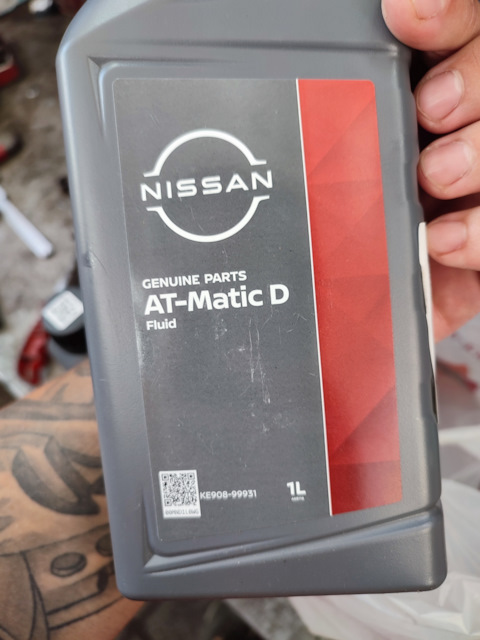 NISSAN
GENUINE PARTS
AT-Matic D
Fluid
KE908-99931
1L